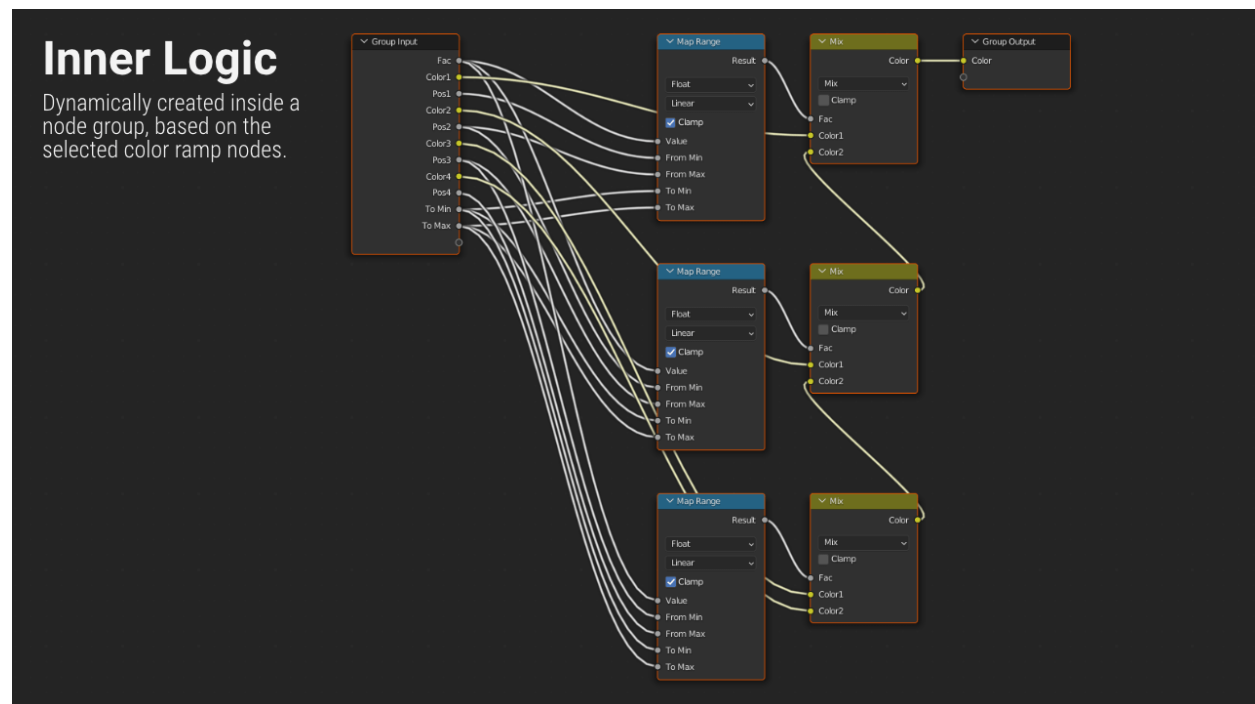 Inner Logic
Dynamically created inside a
node group, based on the
selected color ramp nodes.
Group Input
Fac
Color1
Pos1
Color2
Pos2
Color3
Pos3
Color4
Pos4
To Min
To Max
Map Range
Result
Float
Linear
Clamp
Value
From Min
From Max
To Min
To Max
Mix
Color
Mix
Clamp
Fac
Color1
Color2
Group Output
Color
Map Range
Result
Float
Linear
Clamp
Value
From Min
From Max
To Min
To Max
Mix
Color
Mix
Clamp
Fac
Color1
Color2
Map Range
Result
Float
Linear
Clamp
Value
From Min
From Max
To Min
To Max
Mix
Color
Mix
Clamp
Fac
Color1
Color2